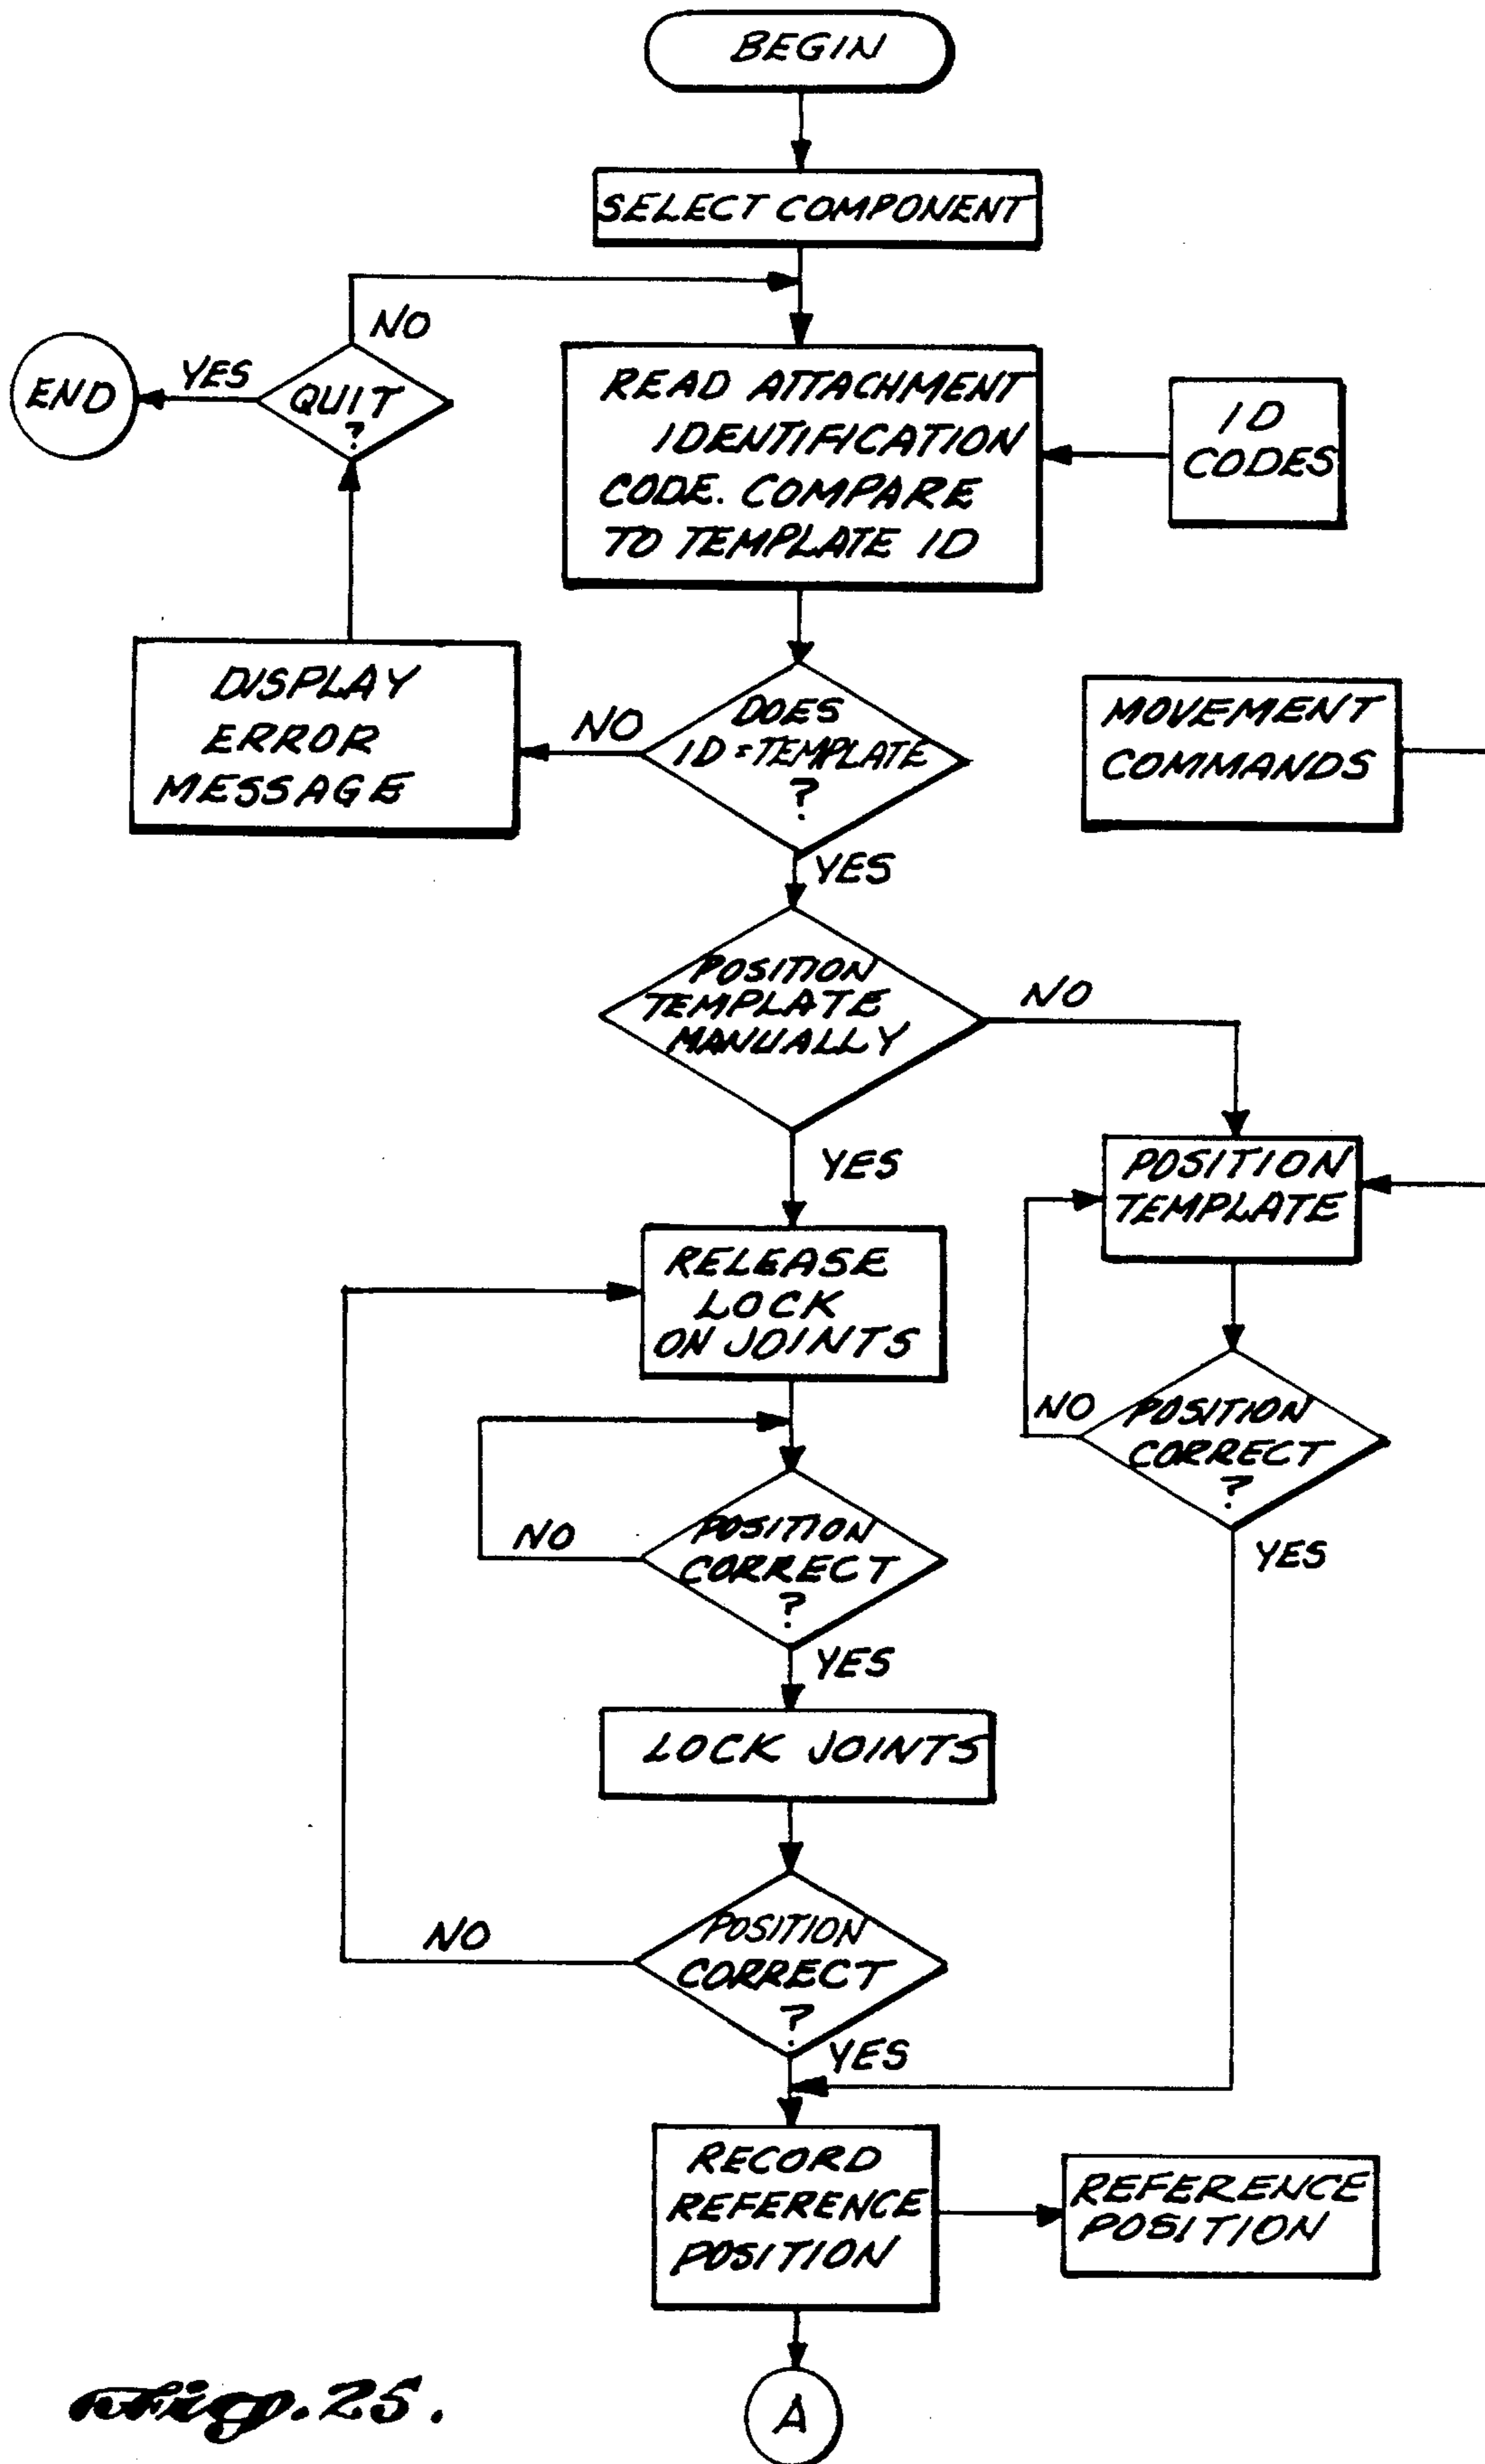 BEGIN
SELECT COMPONENT
NO
YES
END
QUIT
?
READ ATTACHMENT
IDENTIFICATION
CODE. COMPARE
TO TEMPLATE ID
ID
CODES
DISPLAY
ERROR
MESSAGE
NO
DOES
ID = TEMPLATE
?
MOVEMENT
COMMANDS
YES
POSITION
TEMPLATE
MANUALLY
NO
YES
POSITION
TEMPLATE
RELEASE
LOCK
ON JOINTS
NO
POSITION
CORRECT
?
YES
NO
POSITION
CORRECT
?
YES
LOCK JOINTS
NO
POSITION
CORRECT
?
YES
RECORD
REFERENCE
POSITION
REFERENCE
POSITION
A
Fig. 25.